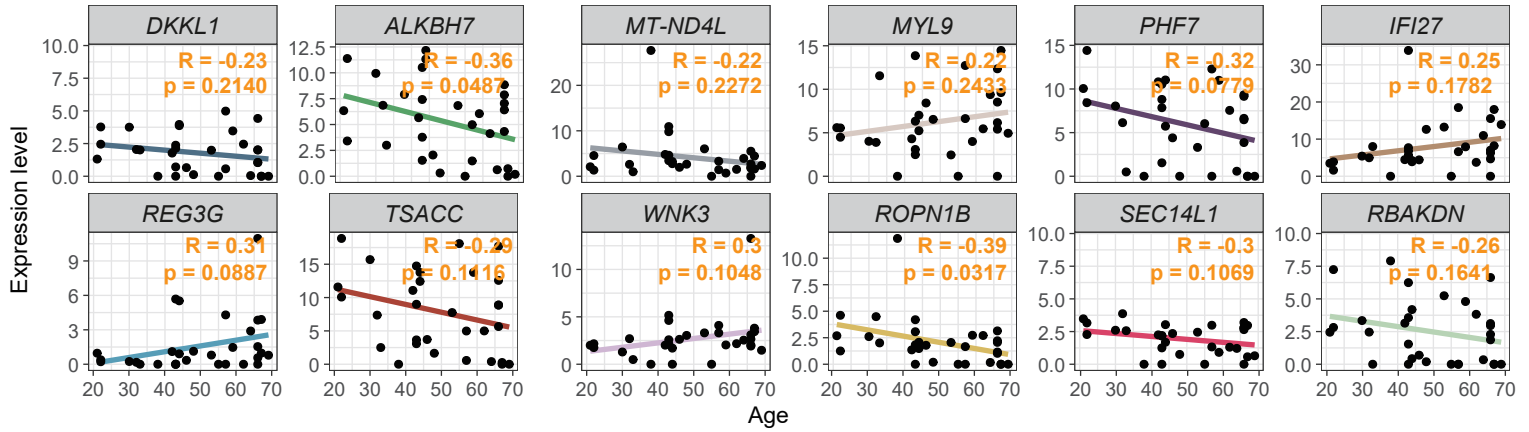 DKKL1 ALKBH7 MT-ND4L MYL9 PHF7 IFI27
R = -0.23 R = -0.36 R = -0.22 R = 0.22 R = -0.32 R = 0.25
p = 0.2140 p = 0.0487 p = 0.2272 p = 0.2433 p = 0.0779 p = 0.1782
10.0 12.5 20 15 15 30
7.5 10.0 10 10 10 20
5.0 7.5 0 5 5 10
2.5 5.0 0 0 0
0.0 2.5
0.0
Expression level
REG3G TSACC WNK3 ROPN1B SEC14L1 RBAKDN
R = 0.31 R = -0.29 R = 0.3 R = -0.39 R = -0.3 R = -0.26
p = 0.0887 p = 0.1116 p = 0.1048 p = 0.0317 p = 0.1069 p = 0.1641
9 15 10 10.0 10.0 10.0
6 10 5 7.5 7.5 7.5
3 5 0 5.0 5.0 5.0
0 0 2.5 2.5 2.5
0.0 0.0 0.0
20 30 40 50 60 70 20 30 40 50 60 70 20 30 40 50 60 70 20 30 40 50 60 70 20 30 40 50 60 70 20 30 40 50 60 70
Age